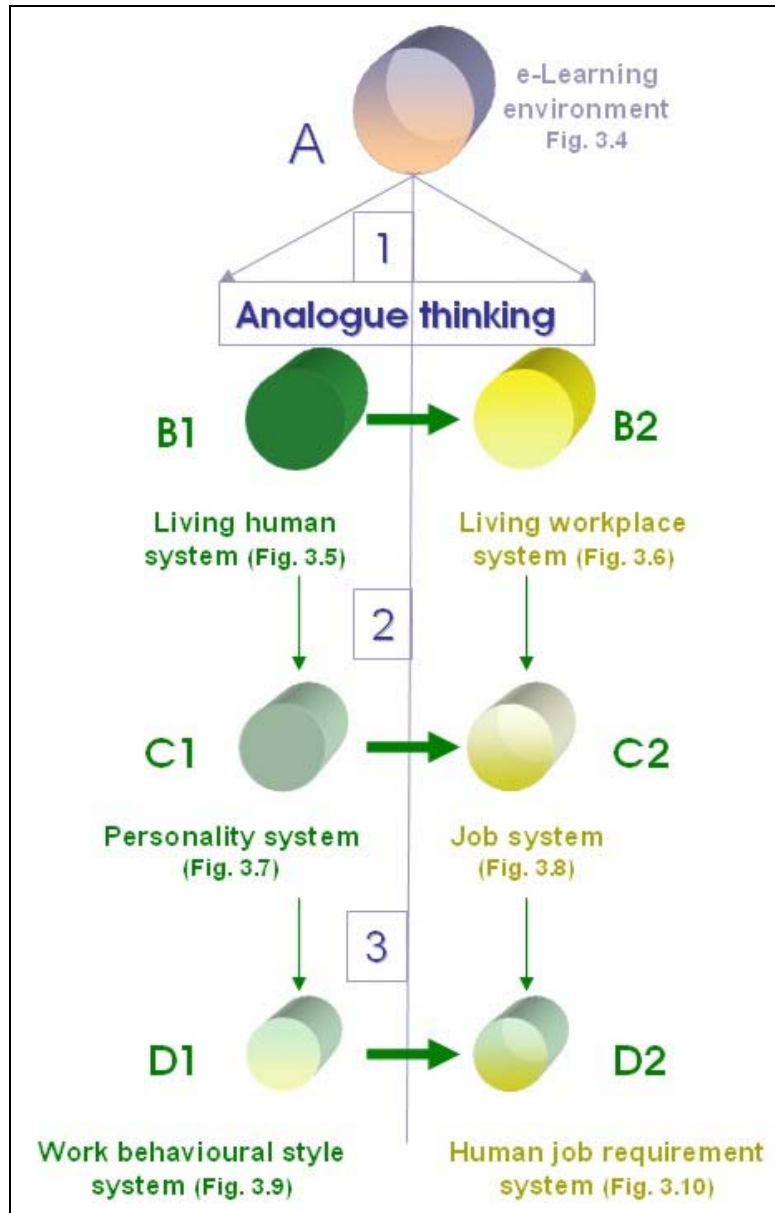 e-Learning
environment
Fig. 3.4
A
1
Analogue thinking
B1
B2
Living human
system (Fig. 3.5)
Living workplace
system (Fig. 3.6)
2
C1
C2
Personality system
(Fig. 3.7)
Job system
(Fig. 3.8)
3
D1
D2
Work behavioural style
system (Fig. 3.9)
Human job requirement
system (Fig. 3.10)